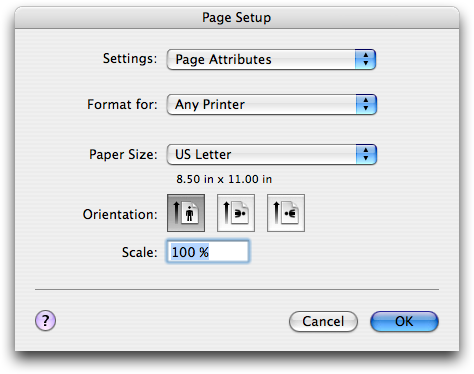 Page Setup
Settings: Page Attributes
Format for: Any Printer
Paper Size: US Letter
8.50 in x 11.00 in
Orientation:
Scale: 100 %
? Cancel OK